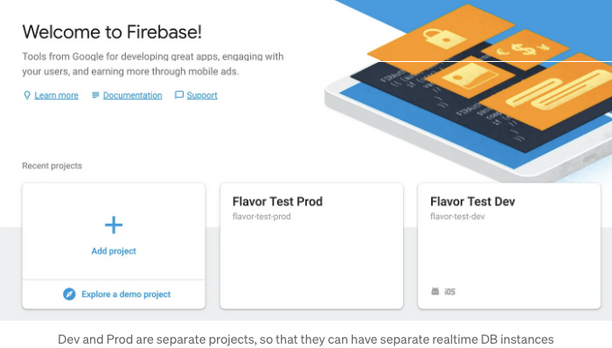 Welcome to Firebase!
Tools from Google for developing great apps, engaging with
your users, and earning more through mobile ads.
Learn more Documentation Support
Recent projects
Add project
Explore a demo project
Flavor Test Prod
flavor-test-prod
Flavor Test Dev
flavor-test-dev
iOS
Dev and Prod are separate projects, so that they can have separate realtime DB instances